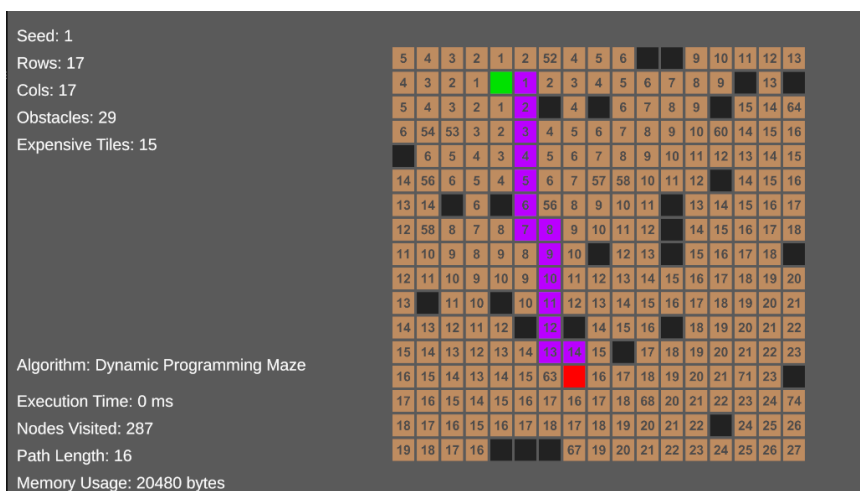 Seed: 1
Rows: 17
Cols: 17
Obstacles: 29
Expensive Tiles: 15
Algorithm: Dynamic Programming Maze
Execution Time: 0 ms
Nodes Visited: 287
Path Length: 16
Memory Usage: 20480 bytes
5 4 3 2 1 2 52 4 5 6 9 10 11 12 13
4 3 2 1 1 2 3 4 5 6 7 8 9 13
5 4 3 2 1 2 4 6 7 8 9 15 14 64
6 54 53 3 2 3 4 5 6 7 8 9 10 60 14 15 16
6 5 4 3 4 5 6 7 8 9 10 11 12 13 14 15
14 56 6 5 4 5 6 7 57 58 10 11 12 14 15 16
13 14 6 6 56 8 9 10 11 13 14 15 16 17
12 58 8 7 8 7 8 9 10 11 12 14 15 16 17 18
11 10 9 8 9 8 9 10 12 13 15 16 17 18
12 11 10 9 10 9 10 11 12 13 14 15 16 17 18 19 20
13 11 10 10 11 12 13 14 15 16 17 18 19 20 21
14 13 12 11 12 12 14 15 16 18 19 20 21 22
15 14 13 12 13 14 13 14 15 17 18 19 20 21 22 23
16 15 14 13 14 15 63 16 17 18 19 20 21 71 23
17 16 15 14 15 16 17 16 17 18 68 20 21 22 23 24 74
18 17 16 15 16 17 18 17 18 19 20 21 22 24 25 26
19 18 17 16 67 19 20 21 22 23 24 25 26 27